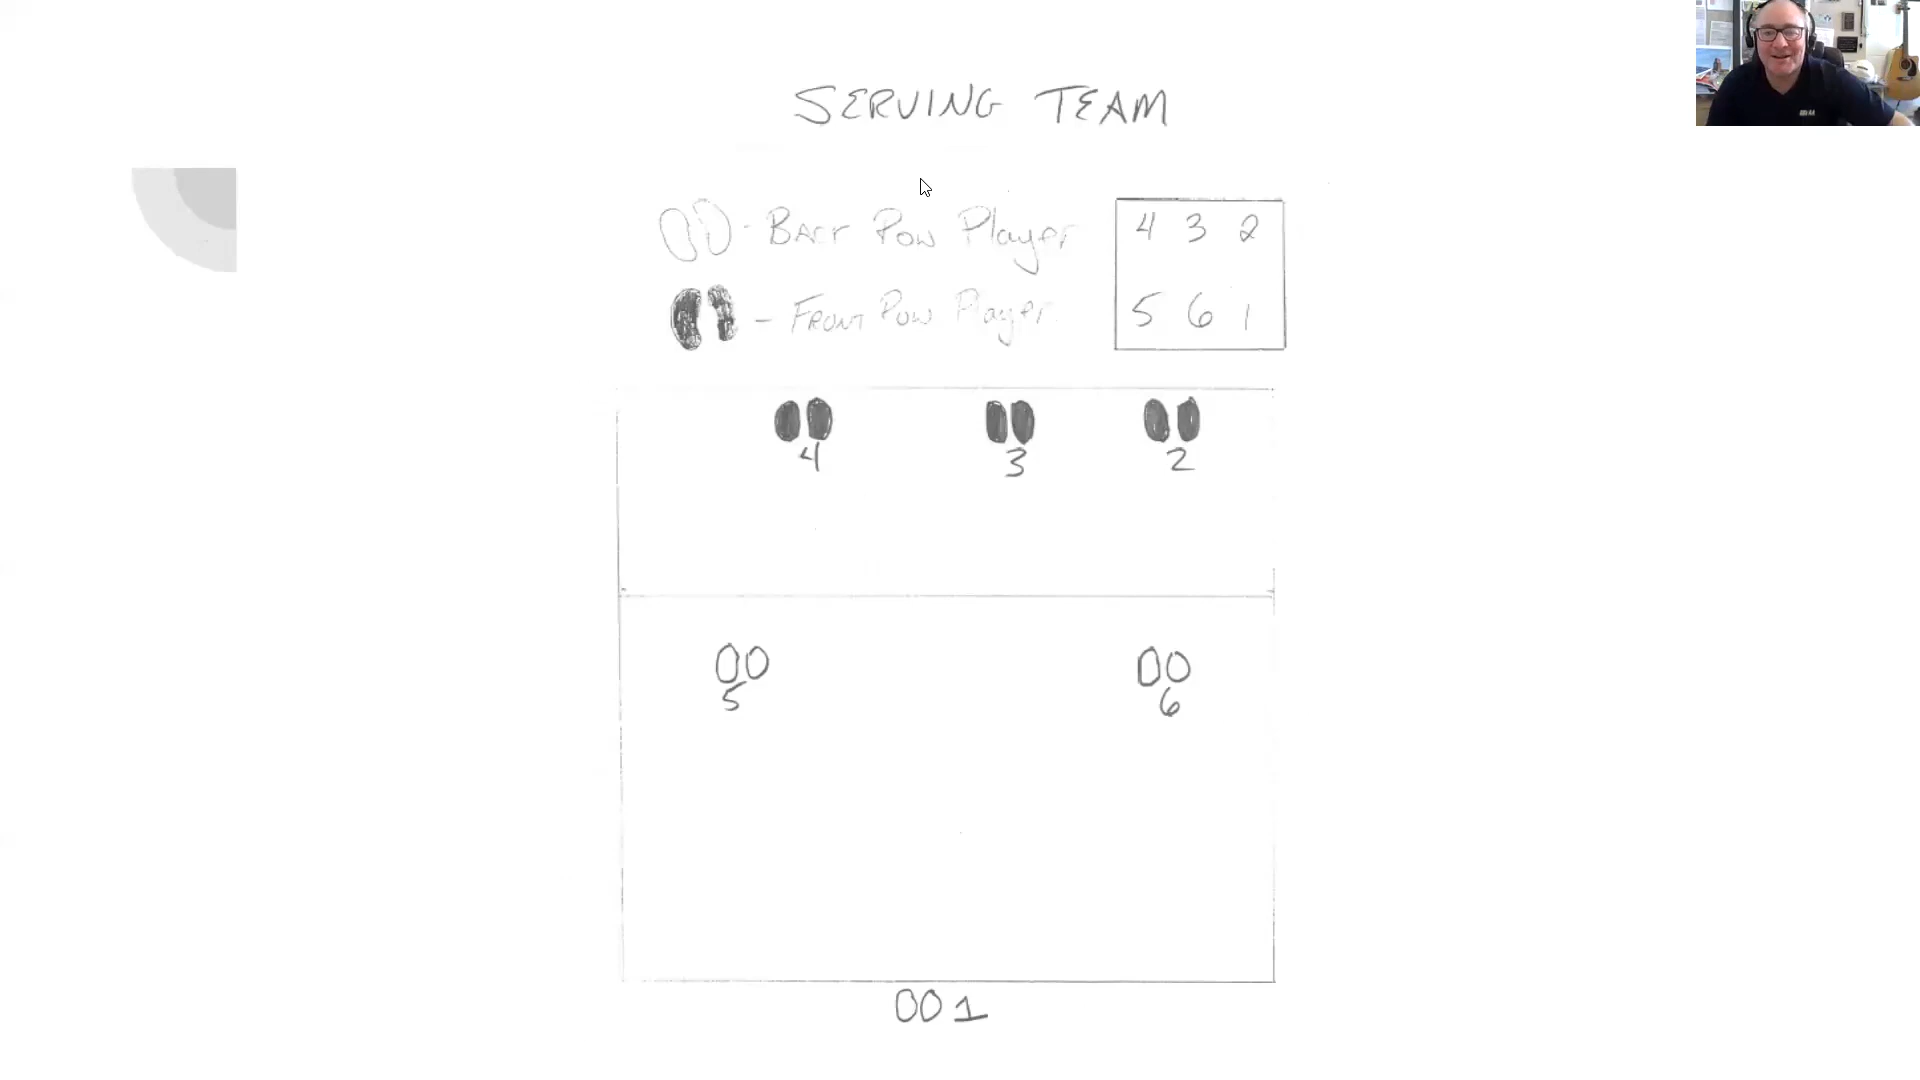 SERVING TEAM
- BACK ROW Player
- FRONT ROW Player
4 3 2
5 6 1
4 3 2
5 6
1